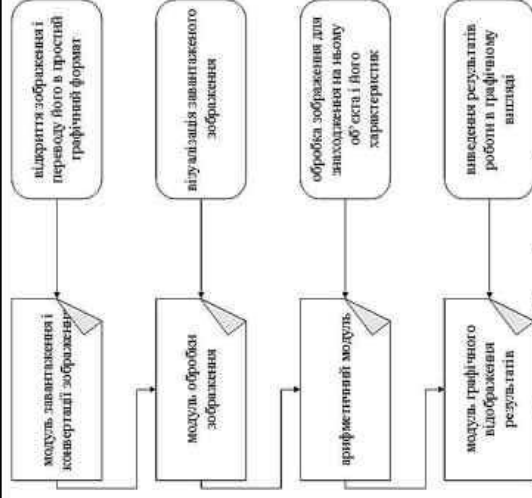 відкриття зображення і
переводу його в простий
графічний формат
модуль завантаження і
конвертації зображення
візуалізація завантаженого
зображення
модуль обробки
зображення
обробка зображення для
знаходження на ньому
об'єкта і його
характеристик
арифметичний модуль
виведення результатів
роботи в графічному
вигляді
модуль графічного
відображення
результатів